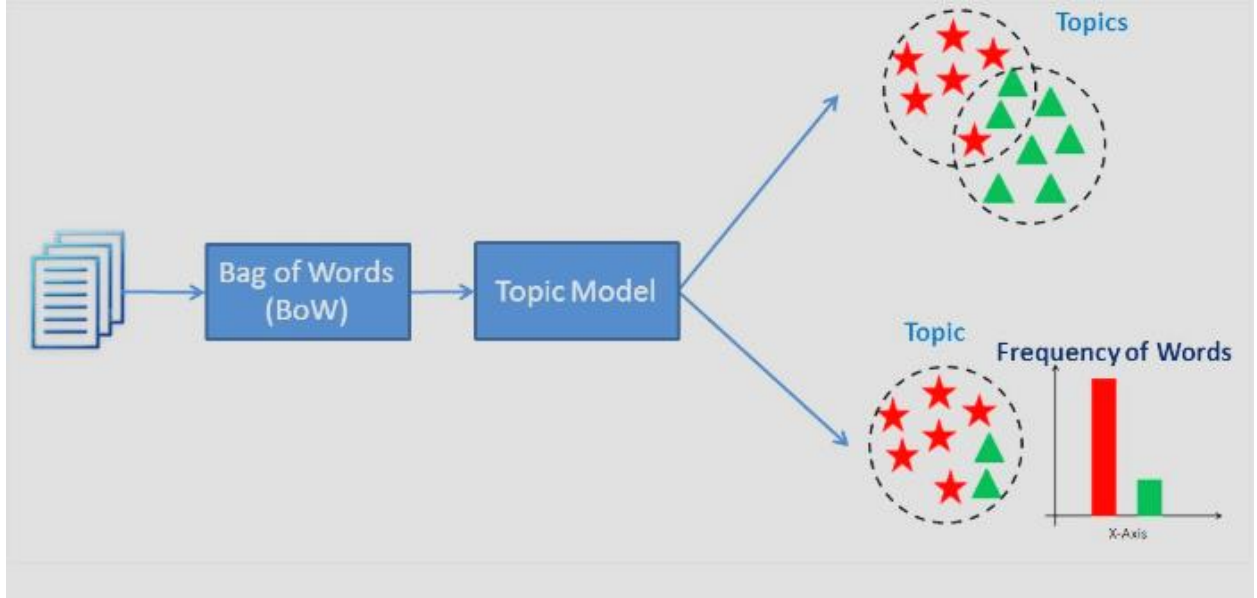 Topics
Bag of Words
(BoW)
Topic Model
Topic
Frequency of Words
X-Axis